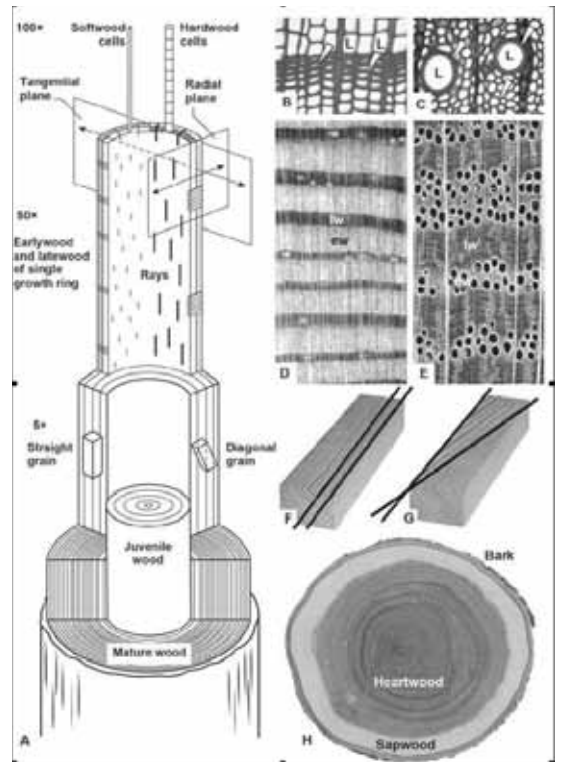 100×
Softwood
cells
Hardwood
cells
Tangential
plane
Radial
plane
50×
Earlywood
and latewood
of single
growth ring
Rays
5×
Straight
grain
Diagonal
grain
Juvenile
wood
Mature wood
A
L L
B
L
L
C
lw
ew
D
lw
E
F
G
Bark
Heartwood
Sapwood
H